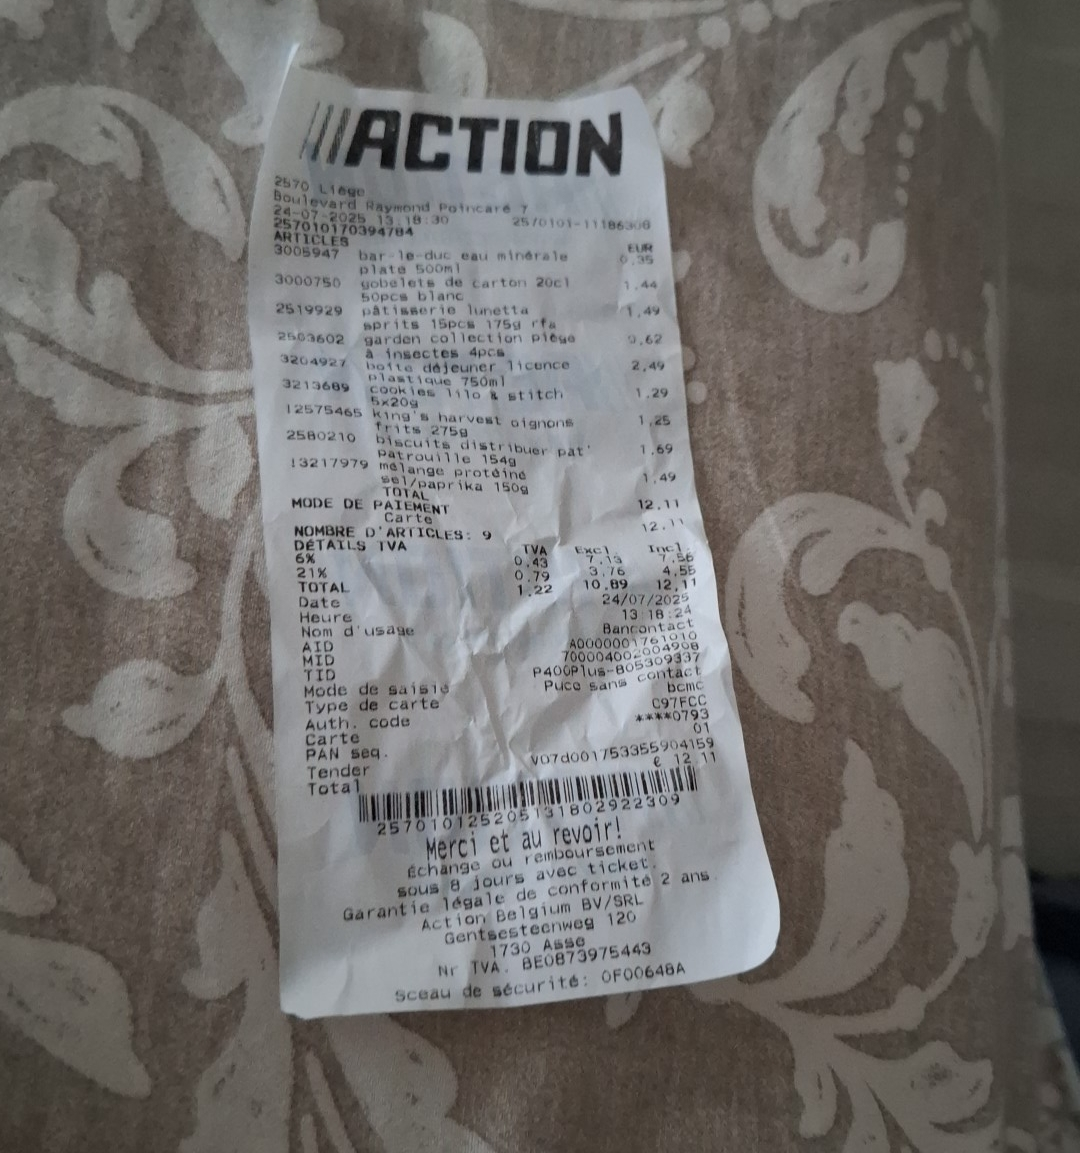 ACTION
2570 Liège
Boulevard Raymond Poincaré 7
24-07-2025 13:18:30 2570101-11186308
257010170394784
ARTICLES EUR
3005947 bar-le-duc eau minérale 0.35
plate 500ml
3000750 gobelets de carton 20cl 1.44
50pcs blanc
2519929 pâtisserie lunetta 1.49
sprits 15pcs 175g rfa
2503602 garden collection piège 0.62
à insectes 4pcs
3204927 boîte déjeuner licence 2.49
plastique 750ml
3213689 cookies lilo & stitch 1.29
5x20g
12575465 king's harvest oignons 1.25
frits 275g
2580210 biscuits distribuer pat' 1.69
patrouille 154g
!3217979 mélange protéine 1.49
sel/paprika 150g
TOTAL 12.11
MODE DE PAIEMENT
Carte 12.11
NOMBRE D'ARTICLES: 9
DÉTAILS TVA TVA Excl. Incl.
6% 0.43 7.13 7.56
21% 0.79 3.76 4.55
TOTAL 1.22 10.89 12.11
Date 24/07/2025
Heure 13:18:24
Nom d'usage Bancontact
AID A0000001761010
MID 700004002004908
TID P400Plus-805309337
Mode de saisie Puce sans contact
Type de carte bcmc
Auth. code C97FCC
Carte ****0793
PAN seq. 01
Tender V07d001753355904159
Total € 12.11
257010125205131802922309
Merci et au revoir!
Échange ou remboursement
sous 8 jours avec ticket.
Garantie légale de conformité 2 ans.
Action Belgium BV/SRL
Gentsesteenweg 120
1730 Asse
Nr TVA. BE0873975443
Sceau de sécurité: 0F00648A